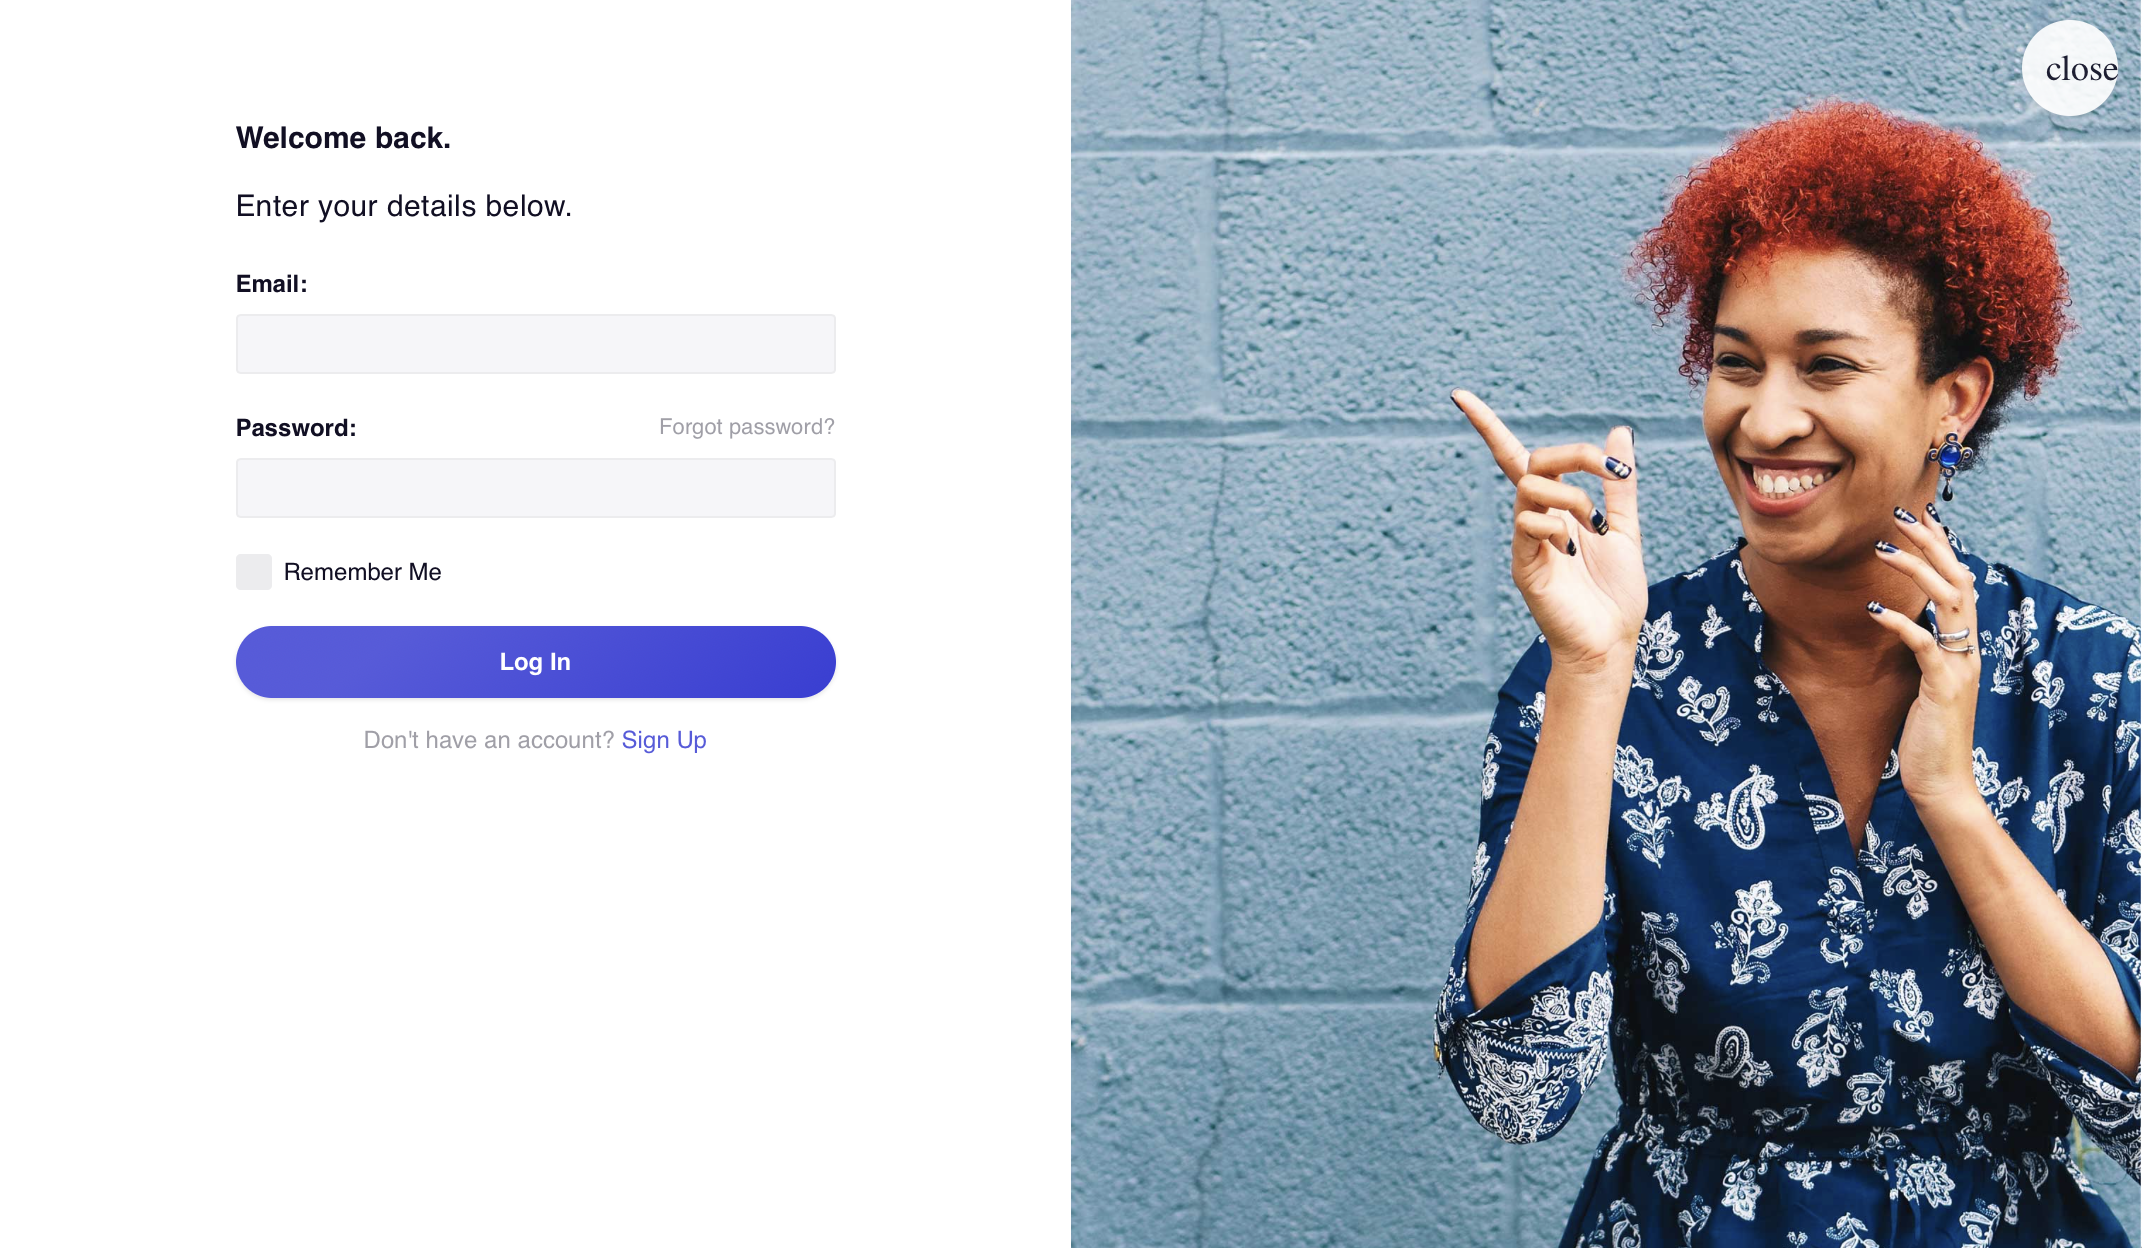 close
Welcome back.
Enter your details below.
Email:
Password:
Forgot password?
Remember Me
Log In
Don't have an account? Sign Up